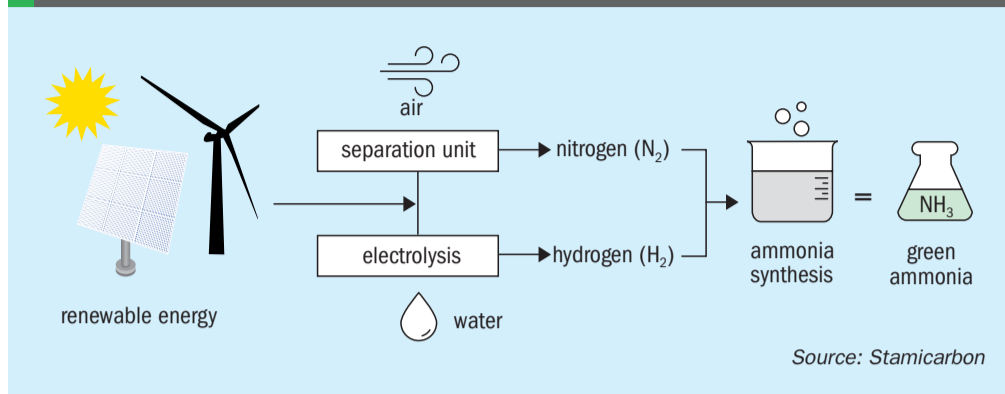 air
separation unit
nitrogen (N₂)
electrolysis
hydrogen (H₂)
water
renewable energy
ammonia
synthesis
=
NH₃
green
ammonia
Source: Stamicarbon